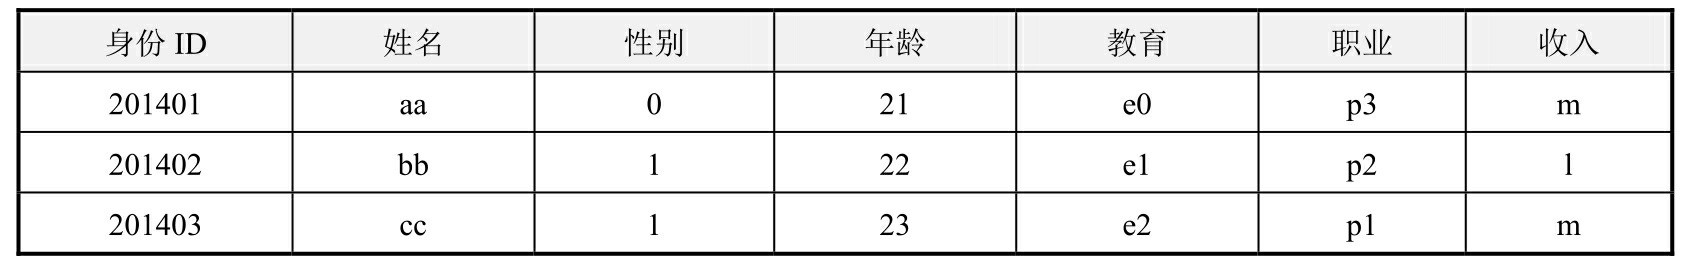 身份 ID 姓名 性别 年龄 教育 职业 收入
201401 aa 0 21 e0 p3 m
201402 bb 1 22 e1 p2 l
201403 cc 1 23 e2 p1 m